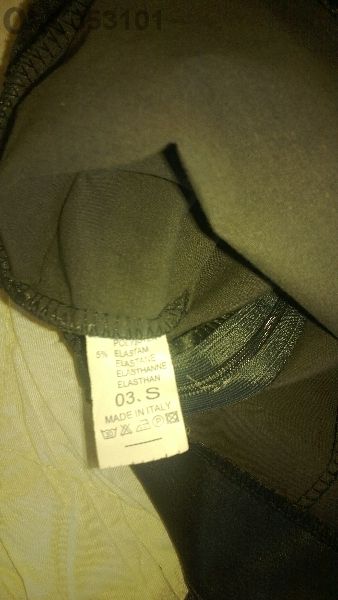 5% ELASTAM
ELASTANE
ELASTHANNE
ELASTHAN
03.S
MADE IN ITALY